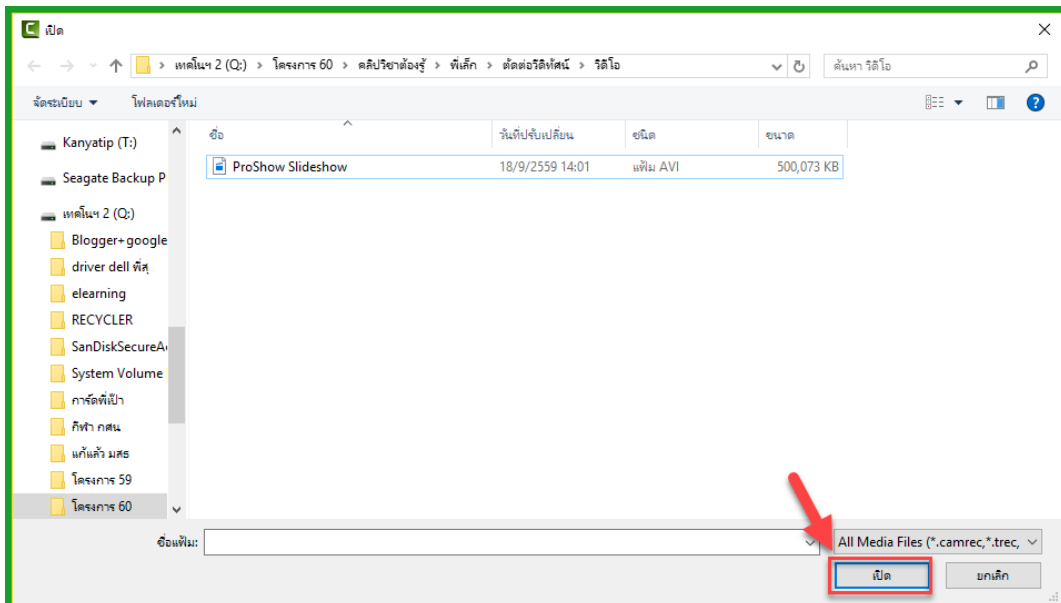 เปิด
เทคโนฯ 2 (Q:) > โครงการ 60 > คลิปวิชาต้องรู้ > พี่เล็ก > ตัดต่อวีดิทัศน์ > วิดีโอ
ค้นหา วิดีโอ
จัดระเบียบ
โฟลเดอร์ใหม่
ชื่อ วันที่ปรับเปลี่ยน ชนิด ขนาด
ProShow Slideshow 18/9/2559 14:01 แฟ้ม AVI 500,073 KB
Kanyatip (T:)
Seagate Backup P
เทคโนฯ 2 (Q:)
Blogger+google
driver dell พี่สุ
elearning
RECYCLER
SanDiskSecureA
System Volume
การ์ดพี่เป้า
กีฬา กศน
แก้แล้ว มสธ
โครงการ 59
โครงการ 60
ชื่อแฟ้ม:
All Media Files (*.camrec,*.trec,
เปิด ยกเลิก